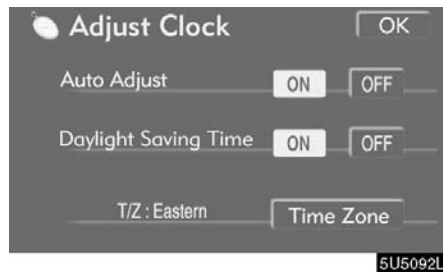 Adjust Clock OK
Auto Adjust ON OFF
Daylight Saving Time ON OFF
T/Z : Eastern Time Zone
5U5092L